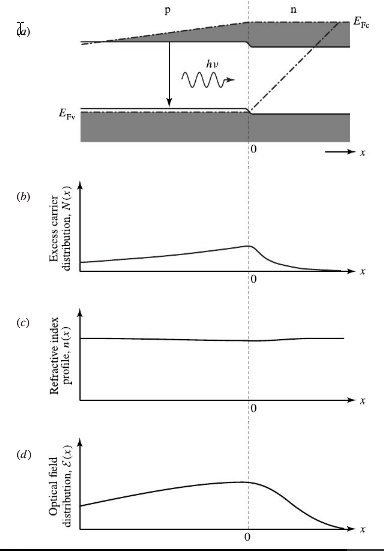 p n
(a)
E_Fc
hν
E_Fv
0
x
(b)
Excess carrier
distribution, N(x)
0
x
(c)
Refractive index
profile, n(x)
0
x
(d)
Optical field
distribution, ℰ(x)
0
x